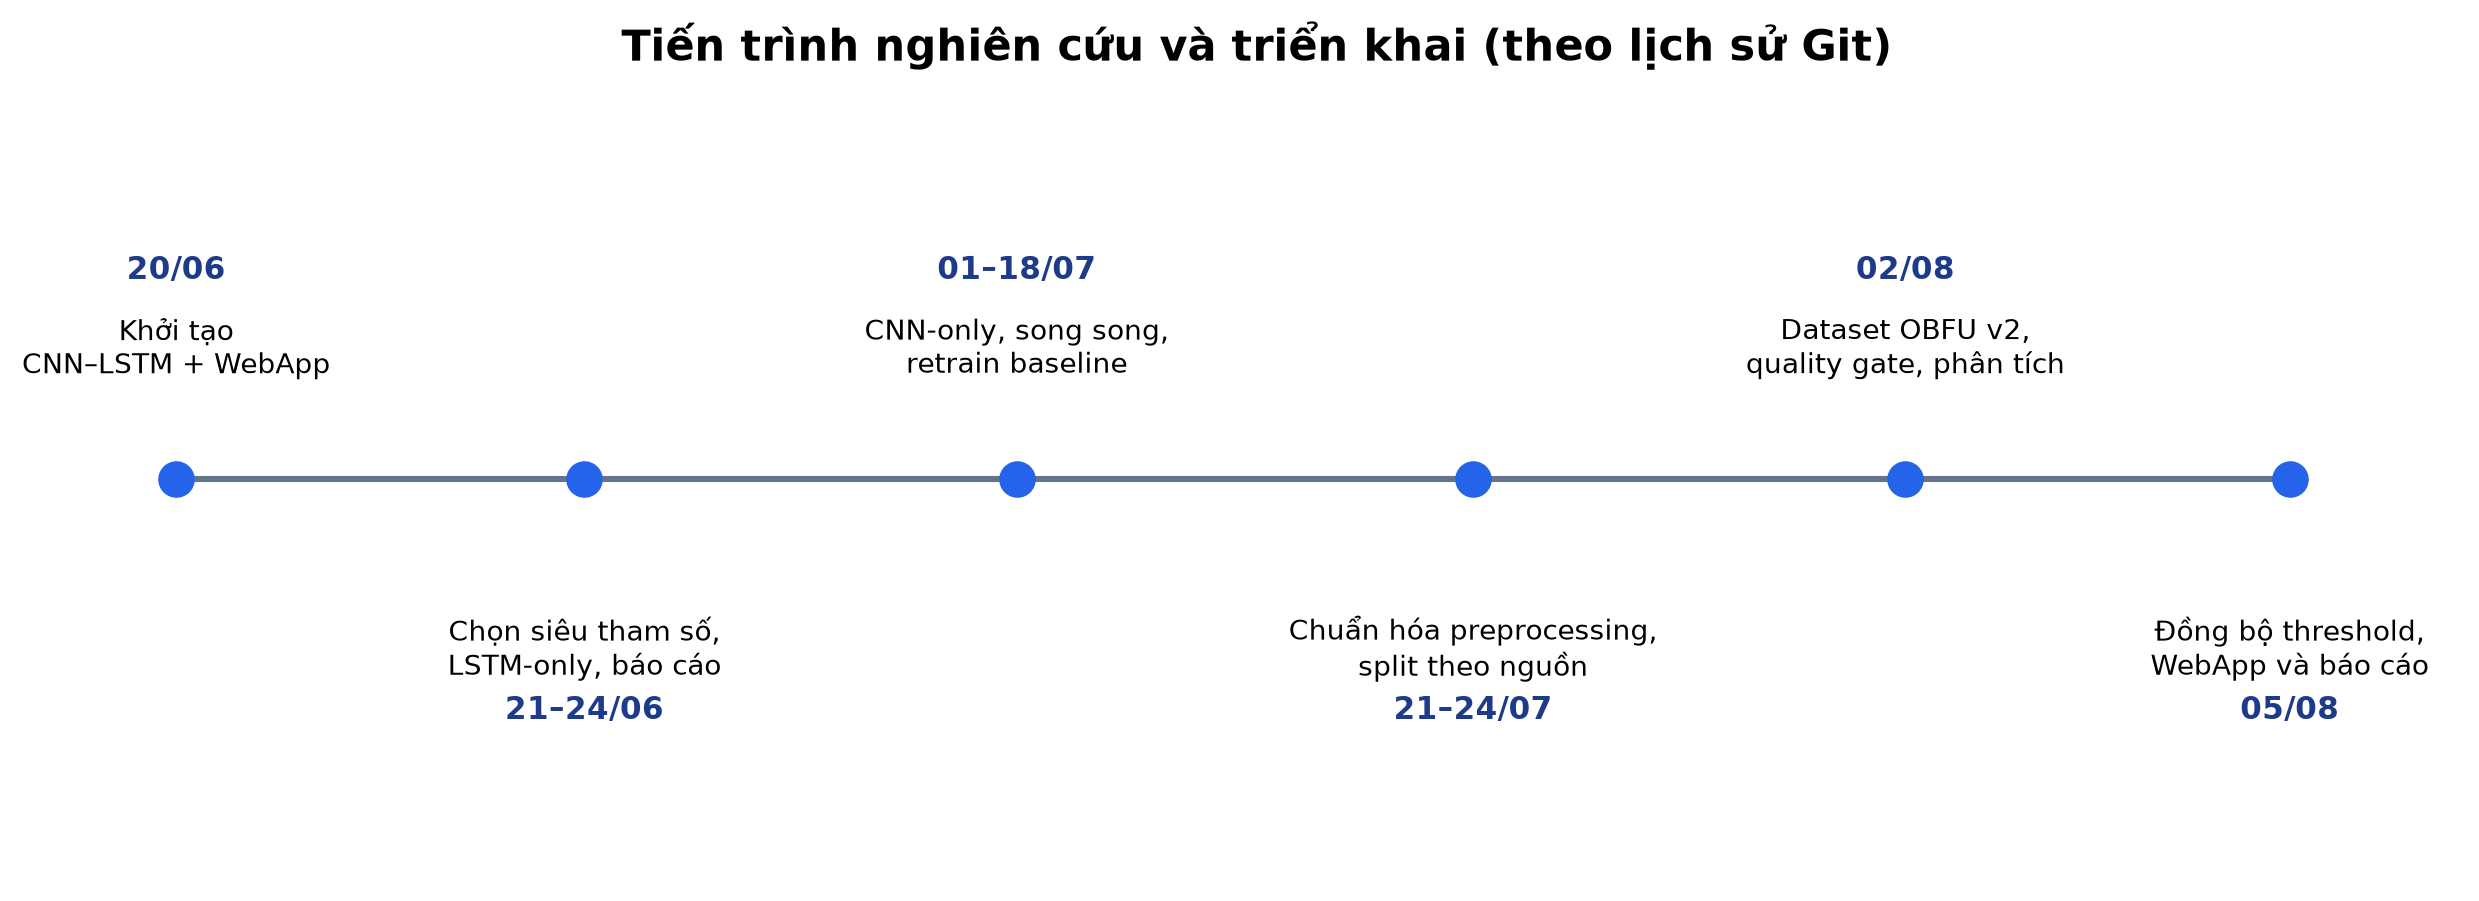 Tiến trình nghiên cứu và triển khai (theo lịch sử Git)
20/06
Khởi tạo
CNN–LSTM + WebApp
Chọn siêu tham số,
LSTM-only, báo cáo
21–24/06
01–18/07
CNN-only, song song,
retrain baseline
Chuẩn hóa preprocessing,
split theo nguồn
21–24/07
02/08
Dataset OBFU v2,
quality gate, phân tích
Đồng bộ threshold,
WebApp và báo cáo
05/08